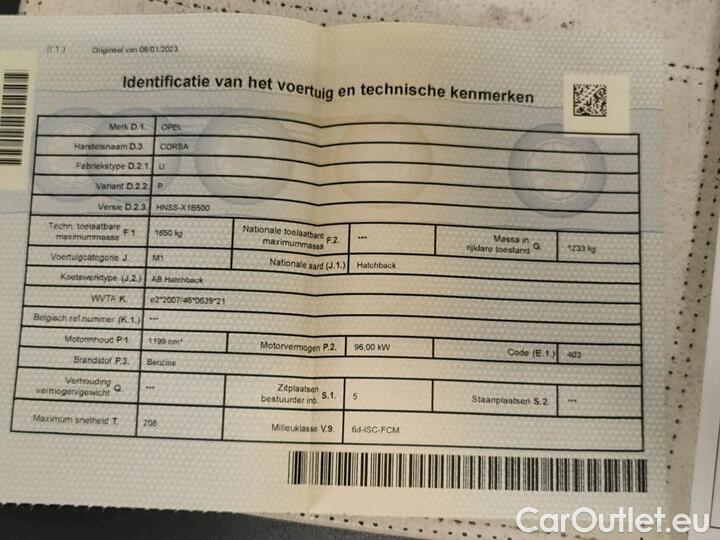 (I.1.) Origineel van 09/01/2023
Identificatie van het voertuig en technische kenmerken
Merk D.1. OPEL
Handelsnaam D.3. CORSA
Fabriekstype D.2.1. U
Variant D.2.2. P
Versie D.2.3. HNSS-X1B500
Techn. toelaatbare maximummassa F.1. 1650 kg Nationale toelaatbare maximummassa F.2. *** Massa in rijklare toestand G. 1233 kg
Voertuigcategorie J. M1 Nationale aard (J.1.) Hatchback
Koetswerktype (J.2.) AB Hatchback
WVTA K. e2*2007/46*0639*21
Belgisch ref.nummer (K.1.) ***
Motorinhoud P.1. 1199 cm³ Motorvermogen P.2. 96,00 kW Code (E.1.) 403
Brandstof P.3. Benzine
Verhouding vermogen/gewicht Q. *** Zitplaatsen bestuurder inb. S.1. 5 Staanplaatsen S.2. ***
Maximum snelheid T. 208 Milieuklasse V.9. 6d-ISC-FCM
CarOutlet.eu